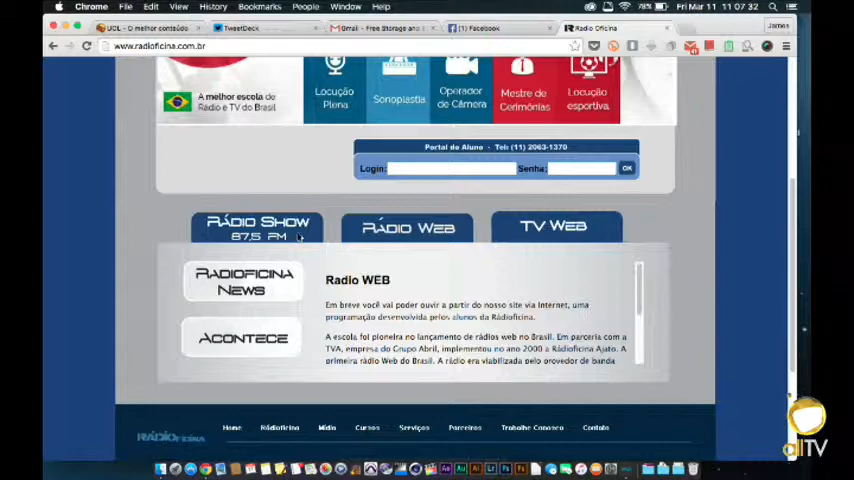 Chrome File Edit View History Bookmarks People Window Help 78% Fri Mar 11 11 07 32
UOL - O melhor conteúdo TweetDeck Gmail - Free Storage and E Facebook Radio Oficina James
www.radioficina.com.br
A melhor escola de
Radio e TV do Brasil
Locução
Plena
Sonoplastia
Operador
de Câmera
Mestre de
Cerimônias
Locução
esportiva
Portal do Aluno - Tel: (11) 2063-1370
Login: Senha: OK
RÁDIO SHOW
87,5 FM
RÁDIO WEB
TV WEB
RADIOFICINA
NEWS
ACONTECE
Radio WEB
Em breve você vai poder ouvir a partir do nosso site via Internet, uma
programação desenvolvida pelos alunos da Rádioficina.
A escola foi pioneira no lançamento de rádios web no Brasil. Em parceria com a
TVA, empresa do Grupo Abril, implementou no ano 2000 a Rádioficina Ajato. A
primeira rádio Web do Brasil. A rádio era viabilizada pelo provedor de banda
RÁDIOFICINA
Home Rádioficina Mídia Cursos Serviços Parceiros Trabalhe Conosco Contato
allTV